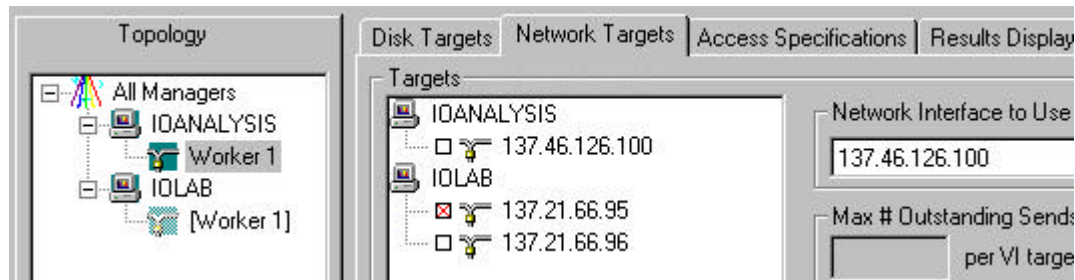 Topology
All Managers
IOANALYSIS
Worker 1
IOLAB
[Worker 1]
Disk Targets
Network Targets
Access Specifications
Results Display
Targets
IOANALYSIS
137.46.126.100
IOLAB
137.21.66.95
137.21.66.96
Network Interface to Use
137.46.126.100
Max # Outstanding Sends
per VI targe